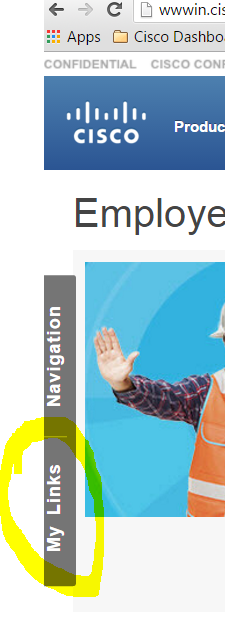 wwwin.cis
Apps Cisco Dashbo
CONFIDENTIAL CISCO CONF
CISCO
Produc
Employe
Navigation
My Links